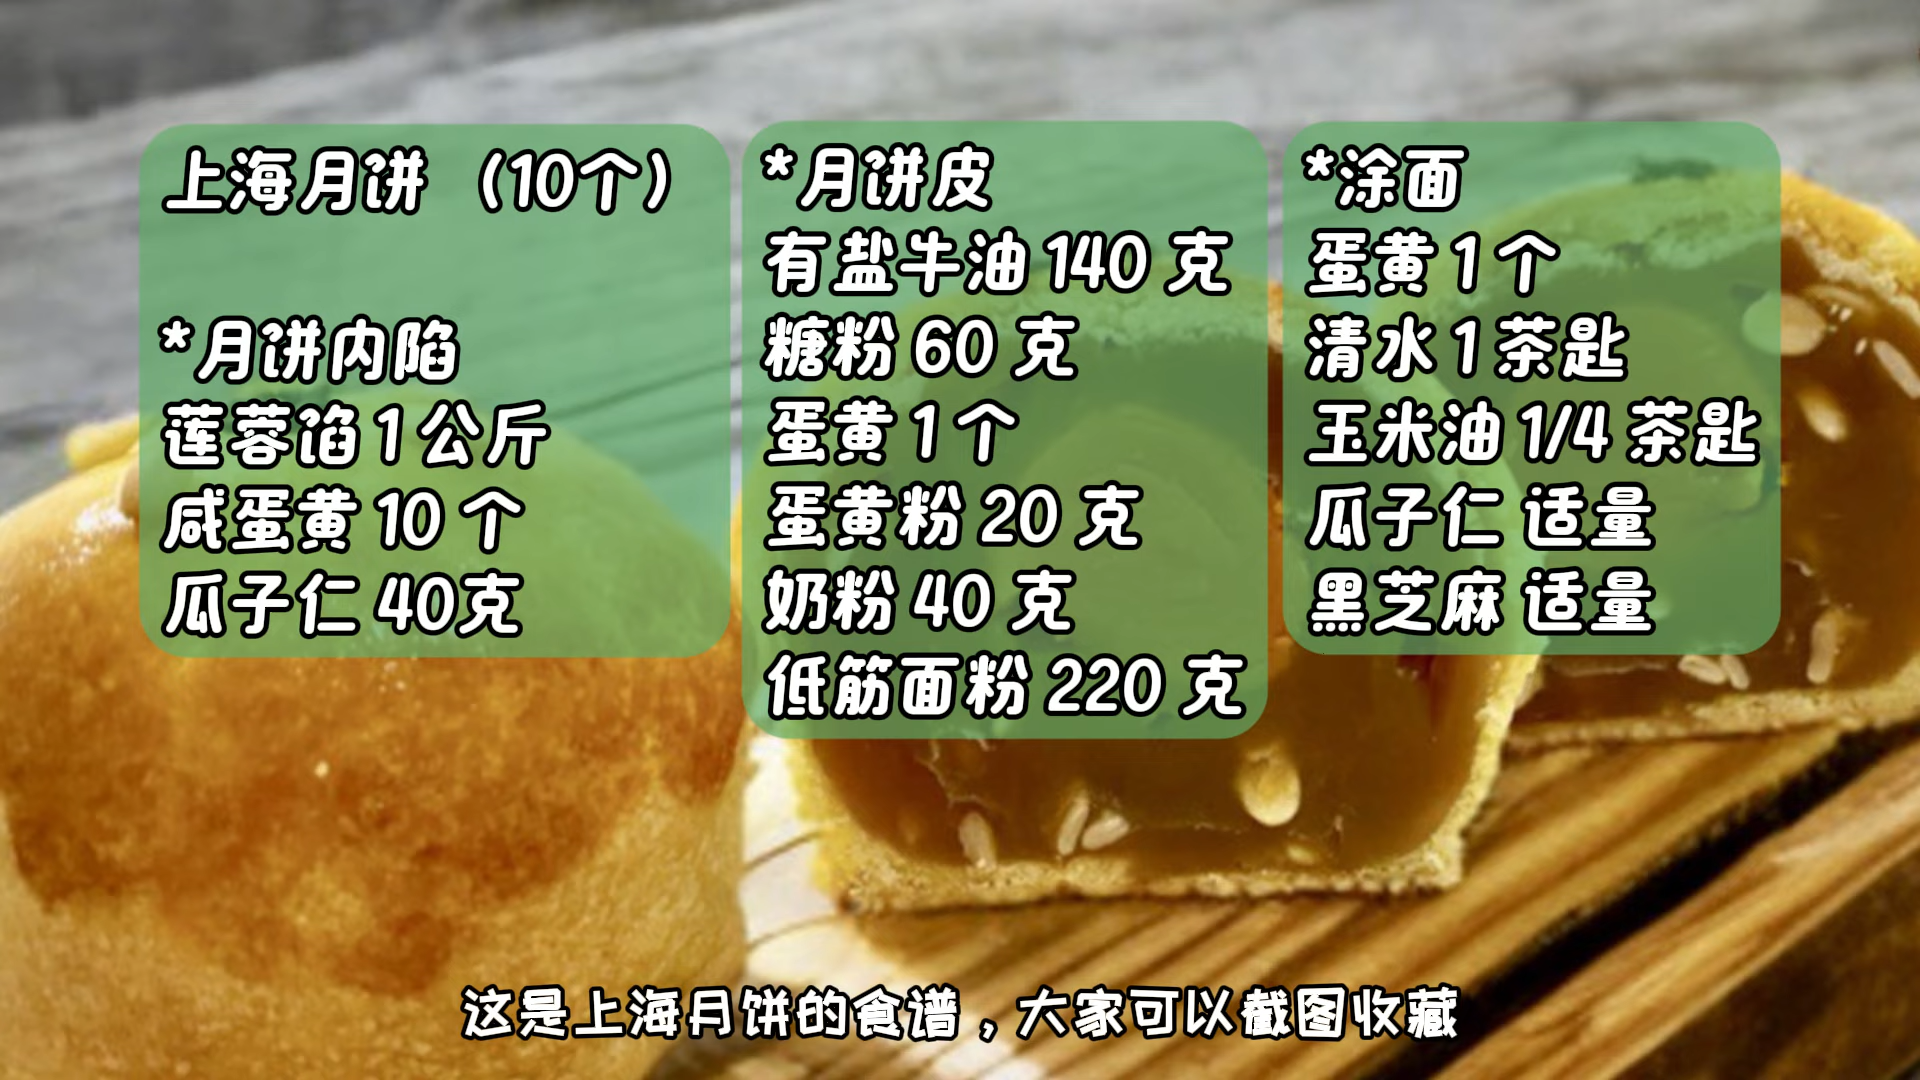 上海月饼 （10个）
*月饼内陷
莲蓉馅 1 公斤
咸蛋黄 10 个
瓜子仁 40克
*月饼皮
有盐牛油 140 克
糖粉 60 克
蛋黄 1 个
蛋黄粉 20 克
奶粉 40 克
低筋面粉 220 克
*涂面
蛋黄 1 个
清水 1 茶匙
玉米油 1/4 茶匙
瓜子仁 适量
黑芝麻 适量
这是上海月饼的食谱，大家可以截图收藏